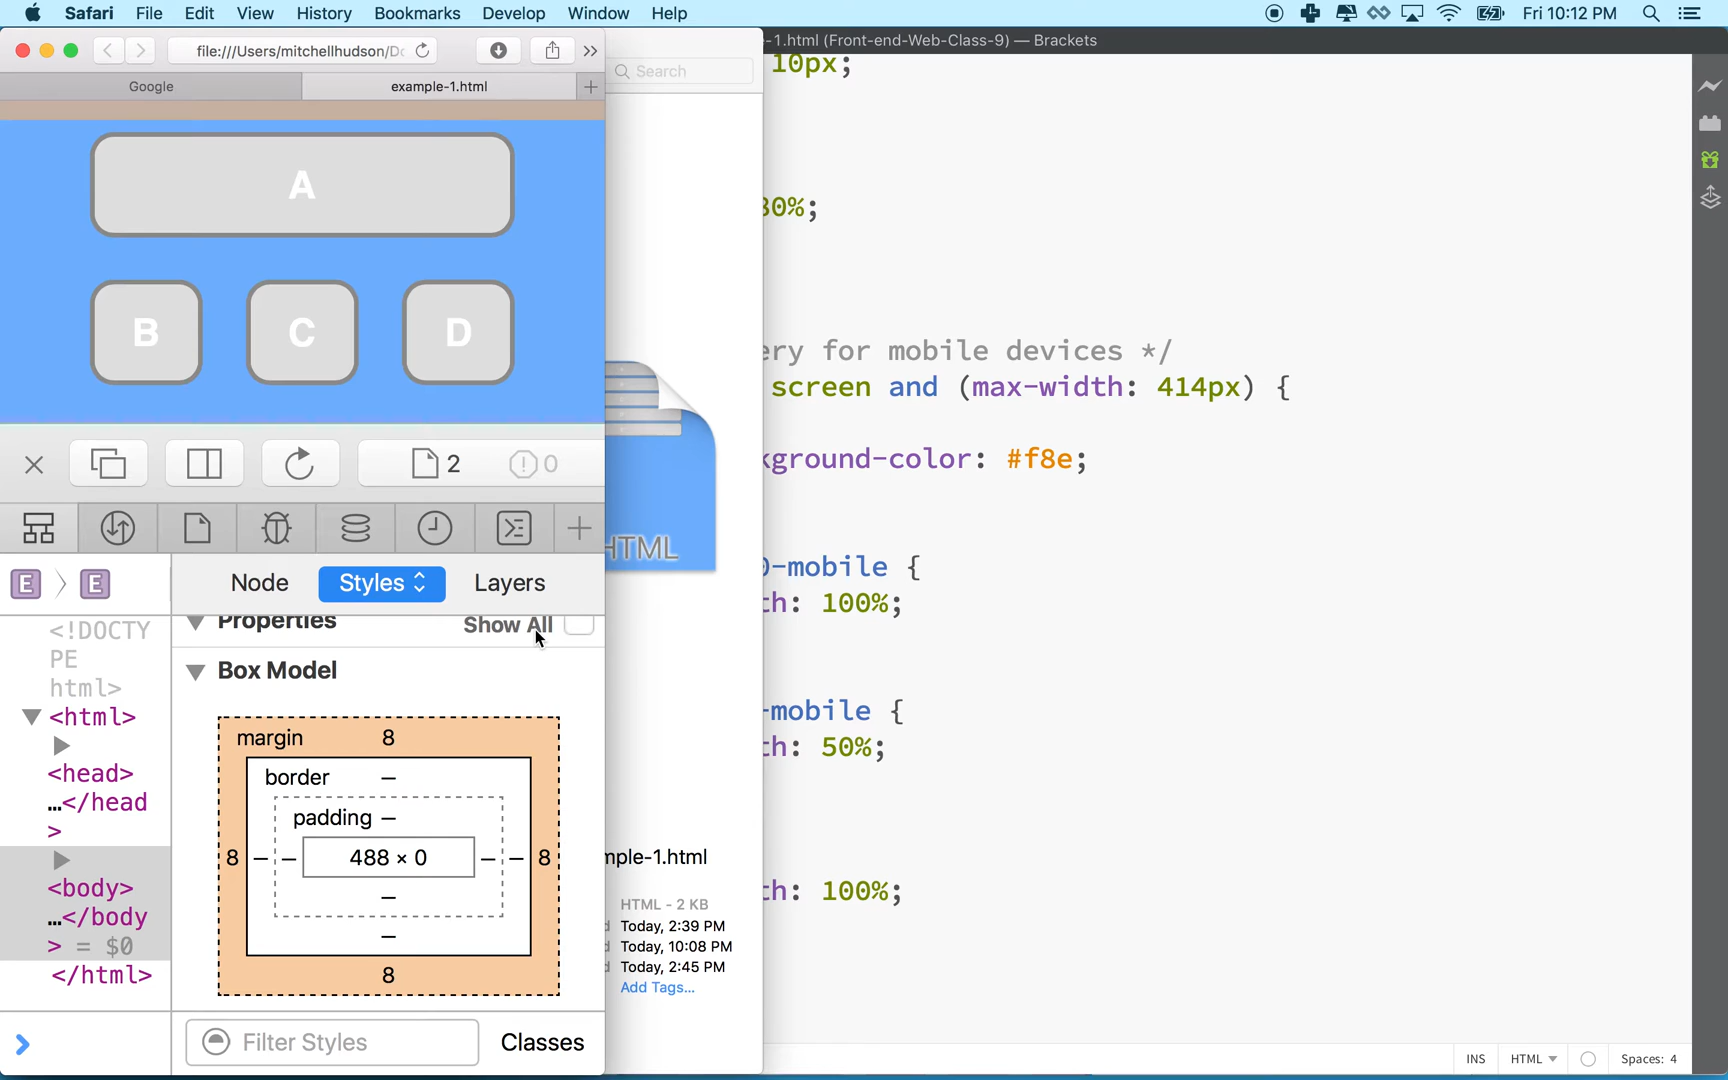 Safari File Edit View History Bookmarks Develop Window Help Fri 10:12 PM
-1.html (Front-end-Web-Class-9) — Brackets
file:///Users/mitchellhudson/Dc
Search
10px;
Google example-1.html
A
B C D
30%;
ery for mobile devices */
screen and (max-width: 414px) {
kground-color: #f8e;
2 0
HTML
0-mobile {
th: 100%;
E E
Node Styles Layers
Properties Show All
Box Model
<!DOCTY
PE
html>
<html>
<head>
…</head
>
<body>
…</body
> = $0
</html>
margin 8
border –
padding –
8 – – 488 × 0 – – 8
–
–
8
-mobile {
th: 50%;
mple-1.html
th: 100%;
HTML - 2 KB
d Today, 2:39 PM
d Today, 10:08 PM
d Today, 2:45 PM
Add Tags...
Filter Styles Classes
INS HTML Spaces: 4